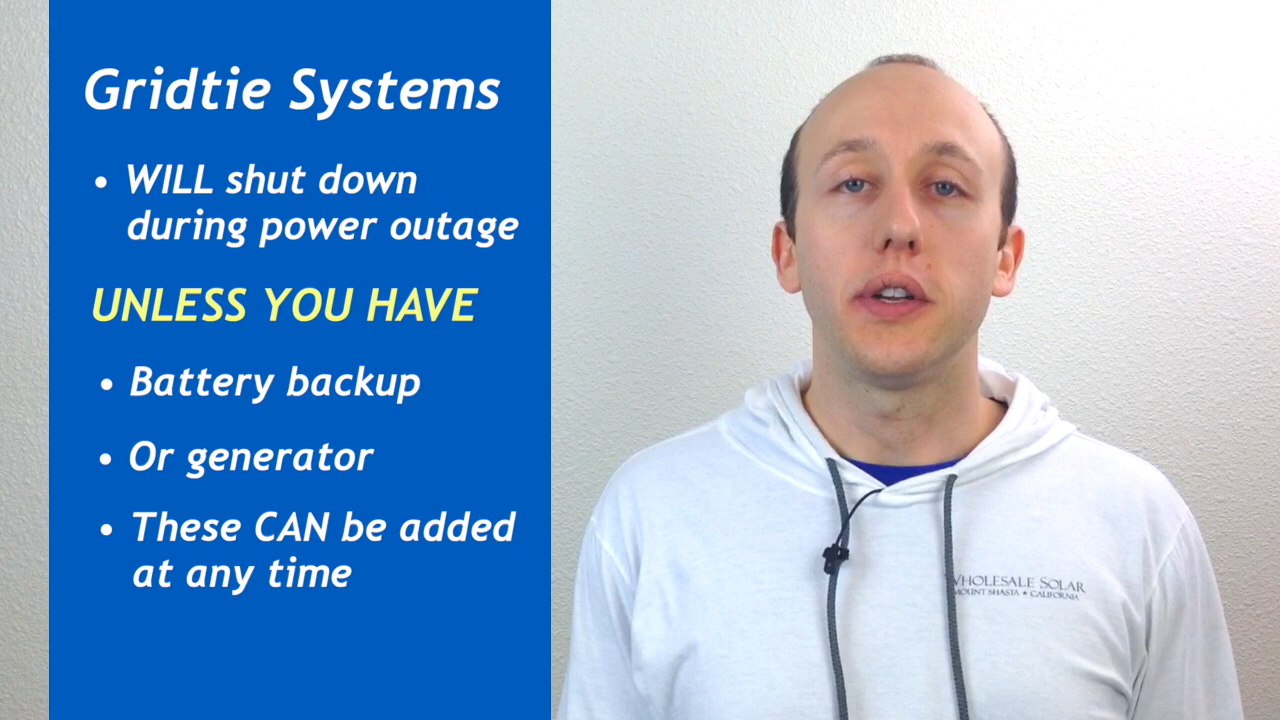 Gridtie Systems
• WILL shut down
during power outage
UNLESS YOU HAVE
• Battery backup
• Or generator
• These CAN be added
at any time
WHOLESALE SOLAR
MOUNT SHASTA • CALIFORNIA